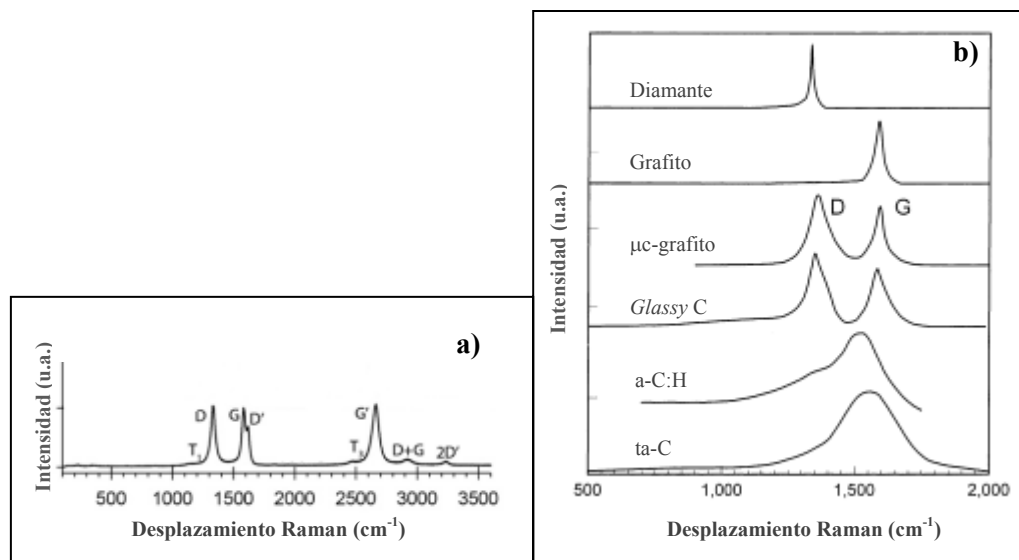 a)
Intensidad (u.a.)
D
G
D'
G'
T1
D+G
2D'
500
1000
1500
2000
2500
3000
3500
Desplazamiento Raman (cm-1)
b)
Intensidad (u.a.)
Diamante
Grafito
D
G
μc-grafito
Glassy C
a-C:H
ta-C
500
1,000
1,500
2,000
Desplazamiento Raman (cm-1)